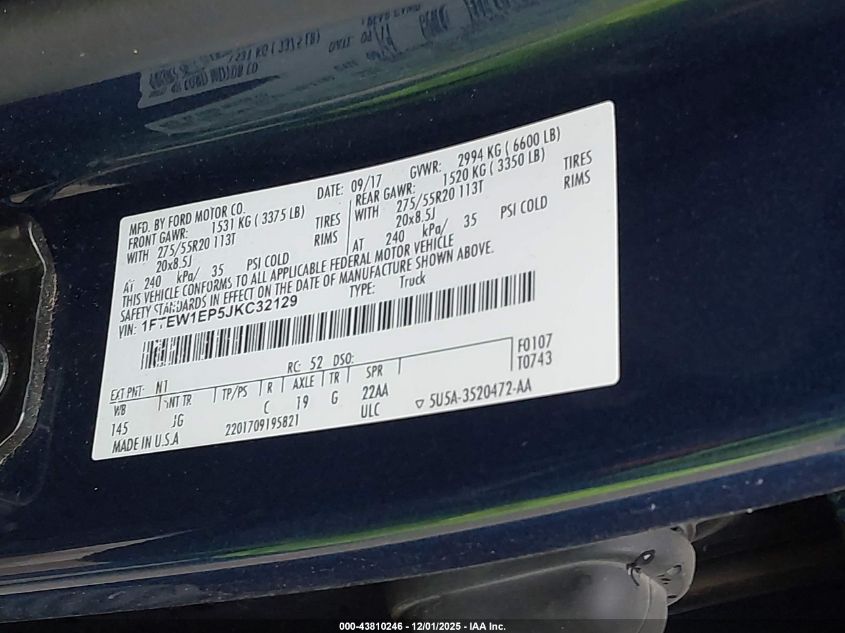 MFD. BY FORD MOTOR CO.
DATE: 09/17 GVWR: 2994 KG ( 6600 LB)
FRONT GAWR: 1531 KG ( 3375 LB)
WITH 275/55R20 113T TIRES
20x8.5J RIMS
AT 240 kPa/ 35 PSI COLD
REAR GAWR: 1520 KG ( 3350 LB)
WITH 275/55R20 113T TIRES
20x8.5J RIMS
AT 240 kPa/ 35 PSI COLD
THIS VEHICLE CONFORMS TO ALL APPLICABLE FEDERAL MOTOR VEHICLE
SAFETY STANDARDS IN EFFECT ON THE DATE OF MANUFACTURE SHOWN ABOVE.
VIN: 1FTEW1EP5JKC32129 TYPE: Truck
EXT PNT: N1 RC: 52 DSO: F0107
WB INT TR TP/PS R AXLE TR SPR T0743
145 JG C 19 G 22AA
MADE IN U.S.A 2201709195821 ULC ▽ 5U5A-3520472-AA
000-43810246 - 12/01/2025 - IAA Inc.